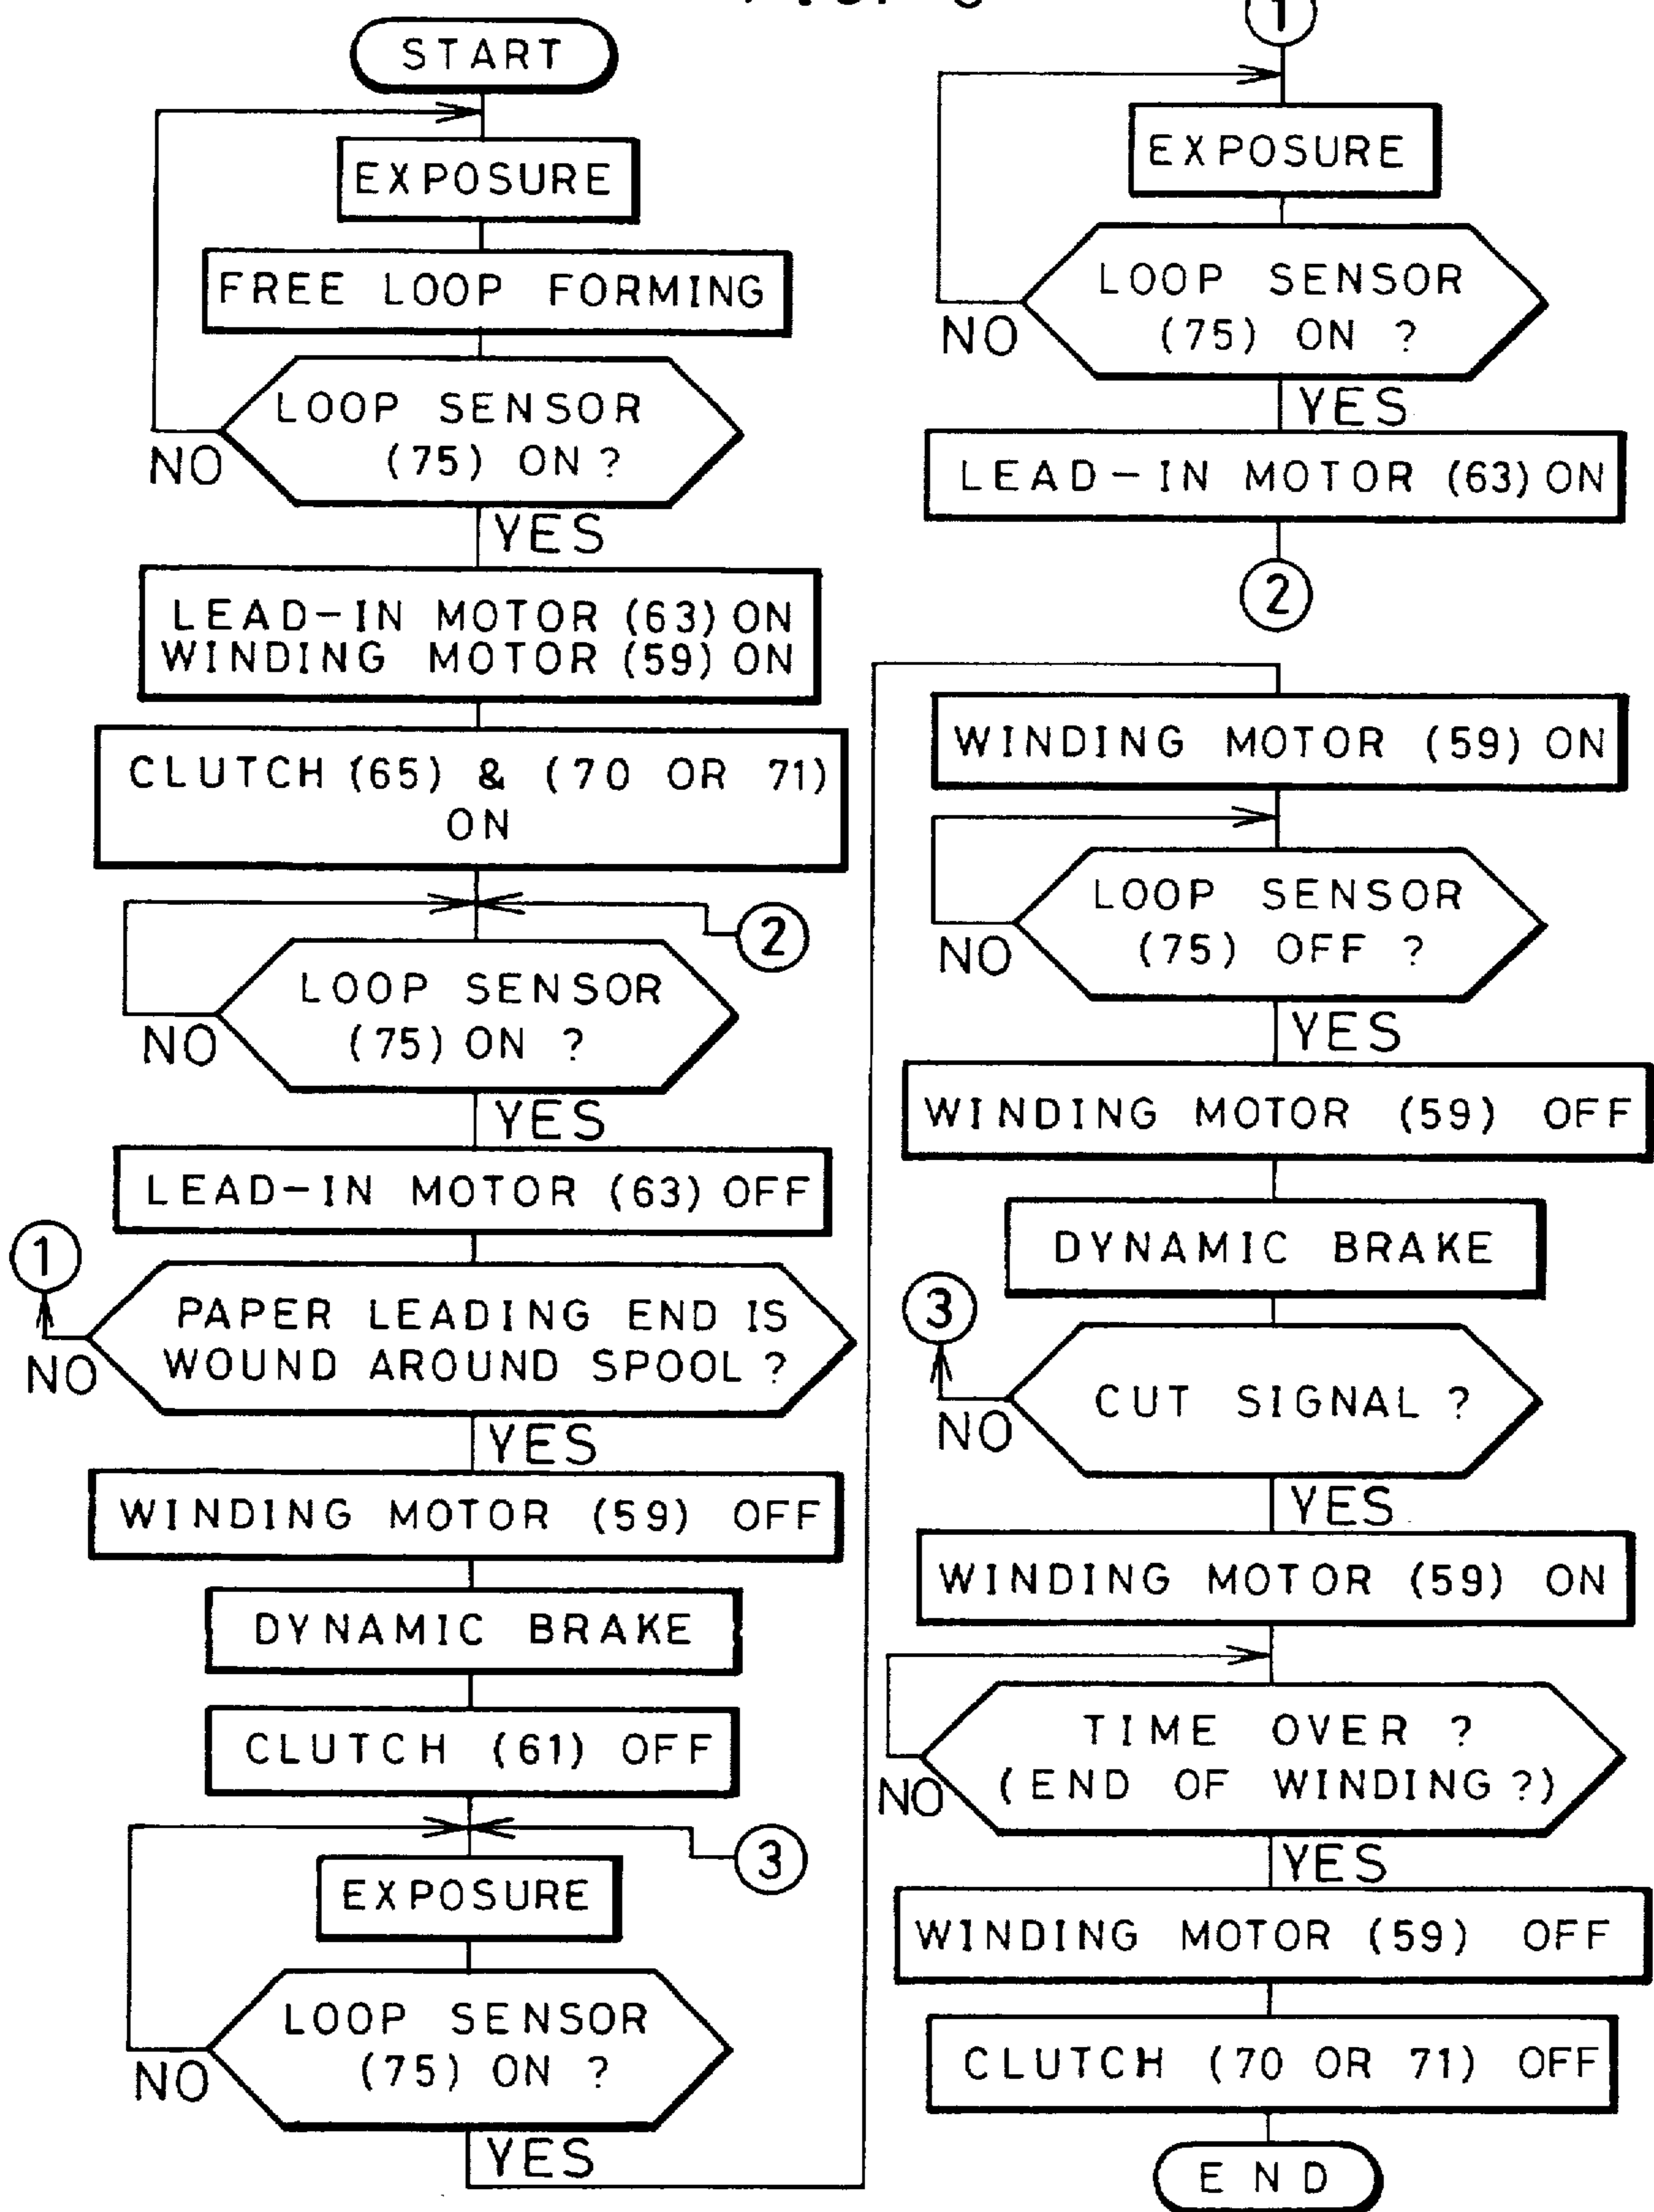 START
EXPOSURE
FREE LOOP FORMING
LOOP SENSOR
(75) ON ?
NO
YES
LEAD-IN MOTOR (63) ON
WINDING MOTOR (59) ON
CLUTCH (65) & (70 OR 71)
ON
2
LOOP SENSOR
(75) ON ?
NO
YES
LEAD-IN MOTOR (63) OFF
1
PAPER LEADING END IS
WOUND AROUND SPOOL ?
NO
YES
WINDING MOTOR (59) OFF
DYNAMIC BRAKE
CLUTCH (61) OFF
3
EXPOSURE
LOOP SENSOR
(75) ON ?
NO
YES
1
EXPOSURE
LOOP SENSOR
(75) ON ?
NO
YES
LEAD-IN MOTOR (63) ON
2
WINDING MOTOR (59) ON
LOOP SENSOR
(75) OFF ?
NO
YES
WINDING MOTOR (59) OFF
DYNAMIC BRAKE
3
CUT SIGNAL ?
NO
YES
WINDING MOTOR (59) ON
TIME OVER ?
(END OF WINDING ?)
NO
YES
WINDING MOTOR (59) OFF
CLUTCH (70 OR 71) OFF
END